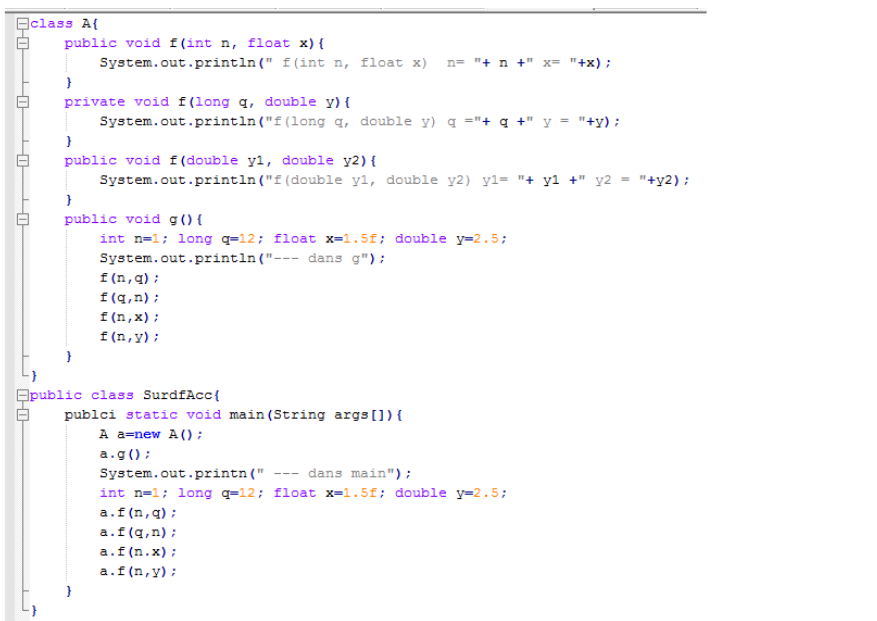 class A{
public void f(int n, float x){
System.out.println(" f(int n, float x)  n= "+ n +" x= "+x);
}
private void f(long q, double y){
System.out.println("f(long q, double y) q ="+ q +" y = "+y);
}
public void f(double y1, double y2){
System.out.println("f(double y1, double y2) y1= "+ y1 +" y2 = "+y2);
}
public void g(){
int n=1; long q=12; float x=1.5f; double y=2.5;
System.out.println("--- dans g");
f(n,q);
f(q,n);
f(n,x);
f(n,y);
}
}
public class SurdfAcc{
publci static void main(String args[]){
A a=new A();
a.g();
System.out.printn(" --- dans main");
int n=1; long q=12; float x=1.5f; double y=2.5;
a.f(n,q);
a.f(q,n);
a.f(n.x);
a.f(n,y);
}
}